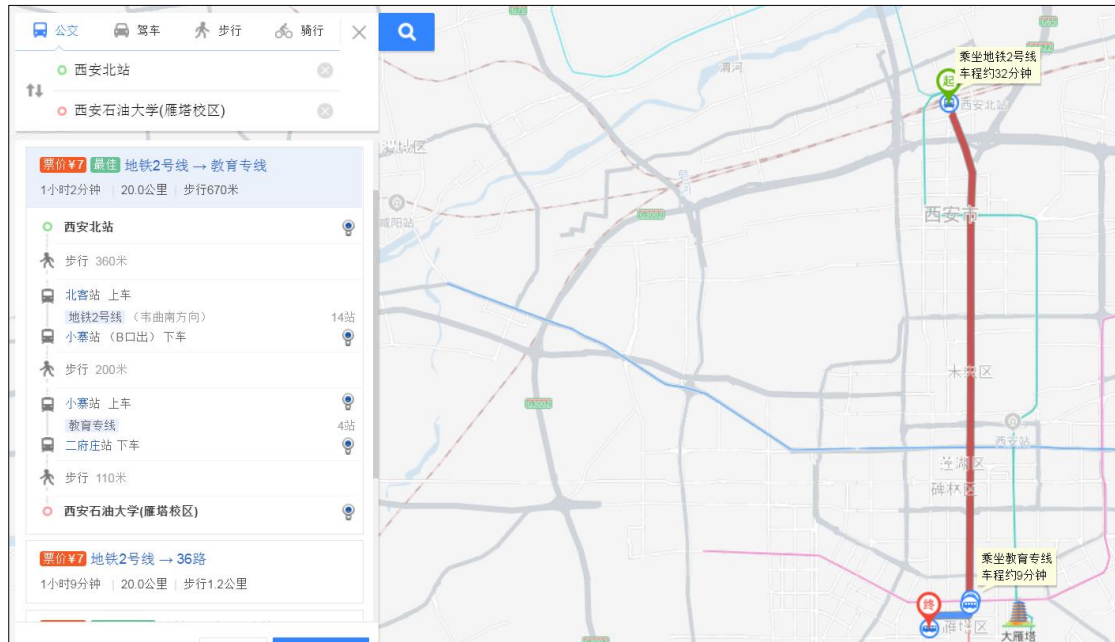 公交 驾车 步行 骑行
西安北站
西安石油大学(雁塔校区)
票价¥7 最佳 地铁2号线 → 教育专线
1小时2分钟 | 20.0公里 | 步行670米
西安北站
步行 360米
北客站 上车
地铁2号线 (韦曲南方向) 14站
小寨站 (B口出) 下车
步行 200米
小寨站 上车
教育专线 4站
二府庄站 下车
步行 110米
西安石油大学(雁塔校区)
票价¥7 地铁2号线 → 36路
1小时9分钟 | 20.0公里 | 步行1.2公里
乘坐地铁2号线
车程约32分钟
起
西安北站
渭河
咸阳站
西安市
未央区
西安站
莲湖区
碑林区
乘坐教育专线
车程约9分钟
终
雁塔区
大雁塔